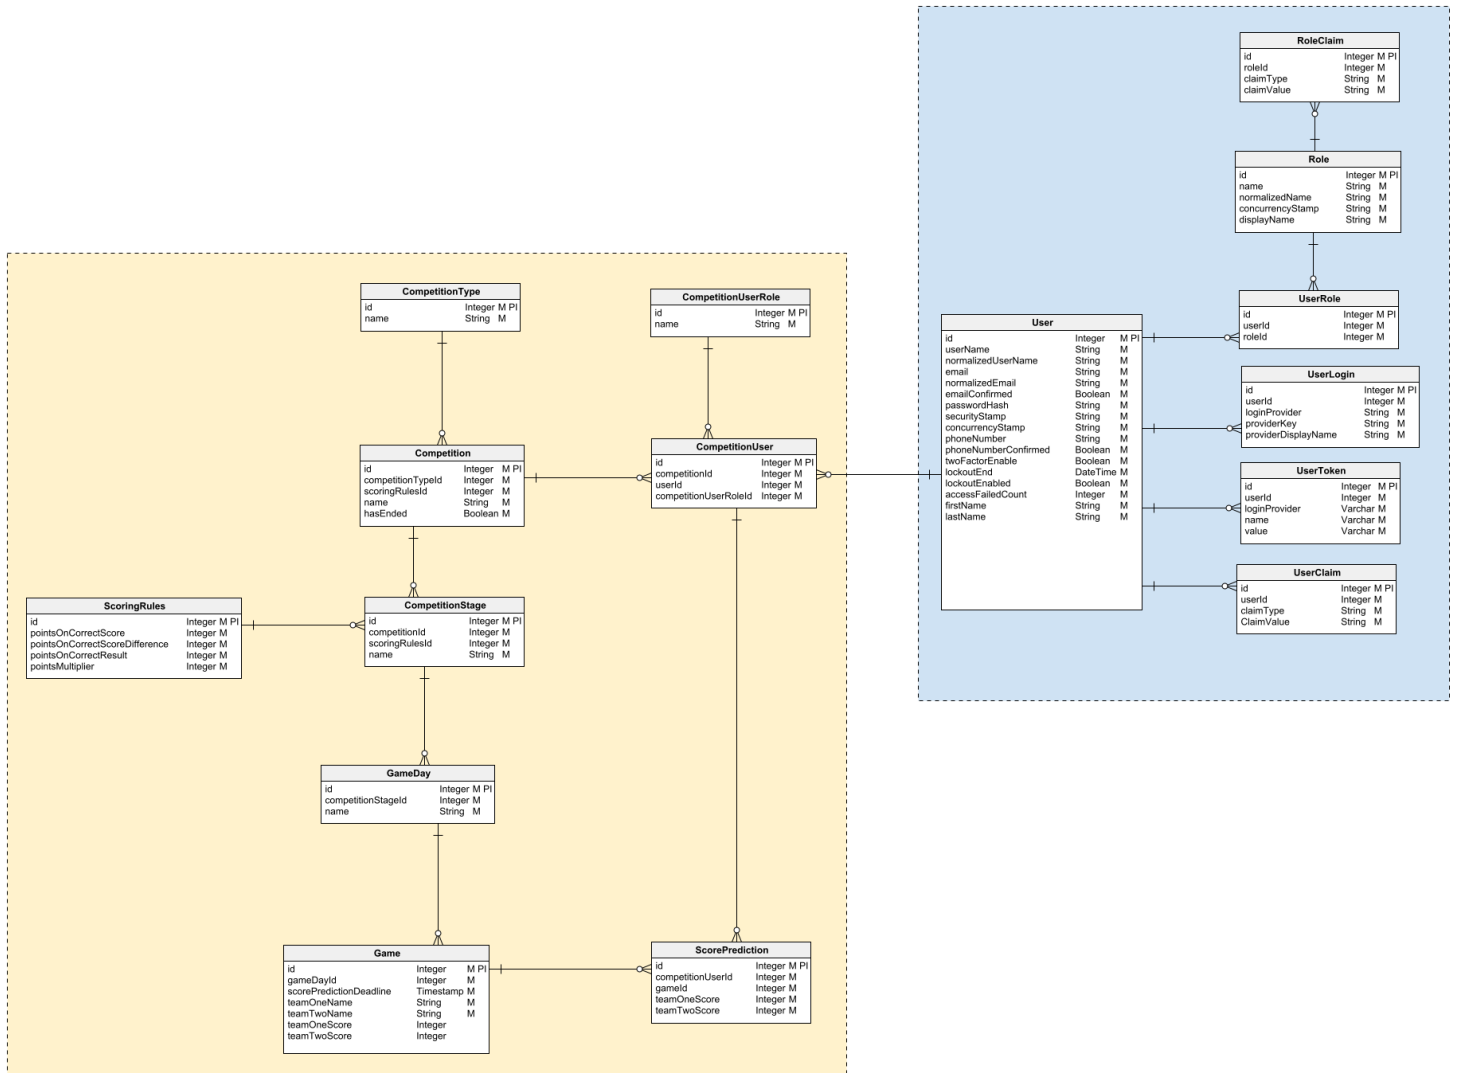 RoleClaim
id Integer M PI
roleId Integer M
claimType String M
claimValue String M
Role
id Integer M PI
name String M
normalizedName String M
concurrencyStamp String M
displayName String M
UserRole
id Integer M PI
userId Integer M
roleId Integer M
User
id Integer M PI
userName String M
normalizedUserName String M
email String M
normalizedEmail String M
emailConfirmed Boolean M
passwordHash String M
securityStamp String M
concurrencyStamp String M
phoneNumber String M
phoneNumberConfirmed Boolean M
twoFactorEnable Boolean M
lockoutEnd DateTime M
lockoutEnabled Boolean M
accessFailedCount Integer M
firstName String M
lastName String M
UserLogin
id Integer M PI
userId Integer M
loginProvider String M
providerKey String M
providerDisplayName String M
UserToken
id Integer M PI
userId Integer M
loginProvider Varchar M
name Varchar M
value Varchar M
UserClaim
id Integer M PI
userId Integer M
claimType String M
ClaimValue String M
CompetitionType
id Integer M PI
name String M
CompetitionUserRole
id Integer M PI
name String M
Competition
id Integer M PI
competitionTypeId Integer M
scoringRulesId Integer M
name String M
hasEnded Boolean M
CompetitionUser
id Integer M PI
competitionId Integer M
userId Integer M
competitionUserRoleId Integer M
ScoringRules
id Integer M PI
pointsOnCorrectScore Integer M
pointsOnCorrectScoreDifference Integer M
pointsOnCorrectResult Integer M
pointsMultiplier Integer M
CompetitionStage
id Integer M PI
competitionId Integer M
scoringRulesId Integer M
name String M
GameDay
id Integer M PI
competitionStageId Integer M
name String M
Game
id Integer M PI
gameDayId Integer M
scorePredictionDeadline Timestamp M
teamOneName String M
teamTwoName String M
teamOneScore Integer
teamTwoScore Integer
ScorePrediction
id Integer M PI
competitionUserId Integer M
gameId Integer M
teamOneScore Integer M
teamTwoScore Integer M